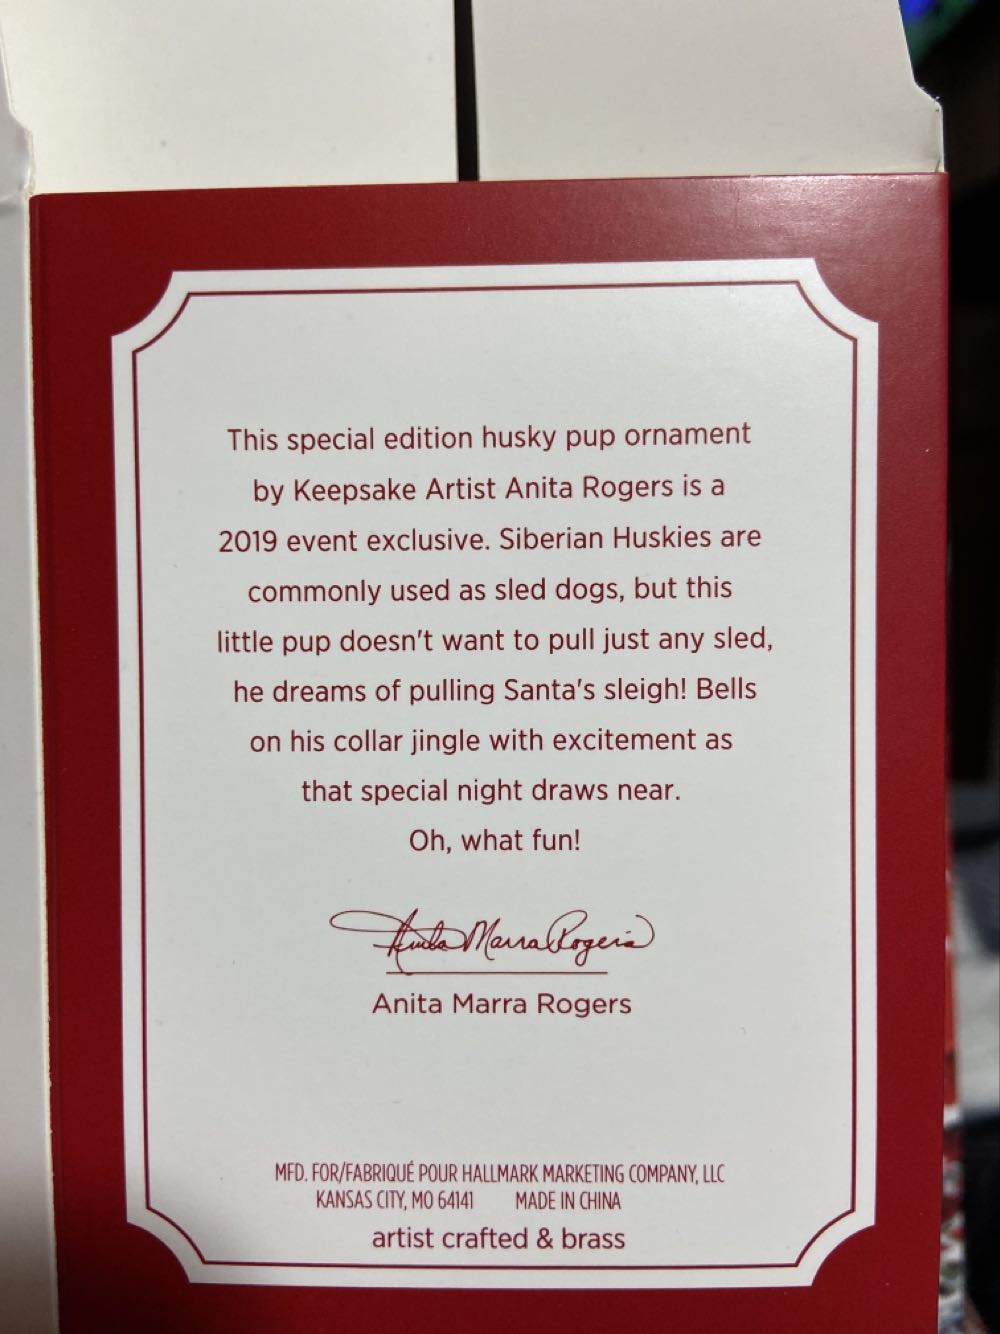 This special edition husky pup ornament
by Keepsake Artist Anita Rogers is a
2019 event exclusive. Siberian Huskies are
commonly used as sled dogs, but this
little pup doesn't want to pull just any sled,
he dreams of pulling Santa's sleigh! Bells
on his collar jingle with excitement as
that special night draws near.
Oh, what fun!
Anita Marra Rogers
Anita Marra Rogers
MFD. FOR/FABRIQUÉ POUR HALLMARK MARKETING COMPANY, LLC
KANSAS CITY, MO 64141 MADE IN CHINA
artist crafted & brass